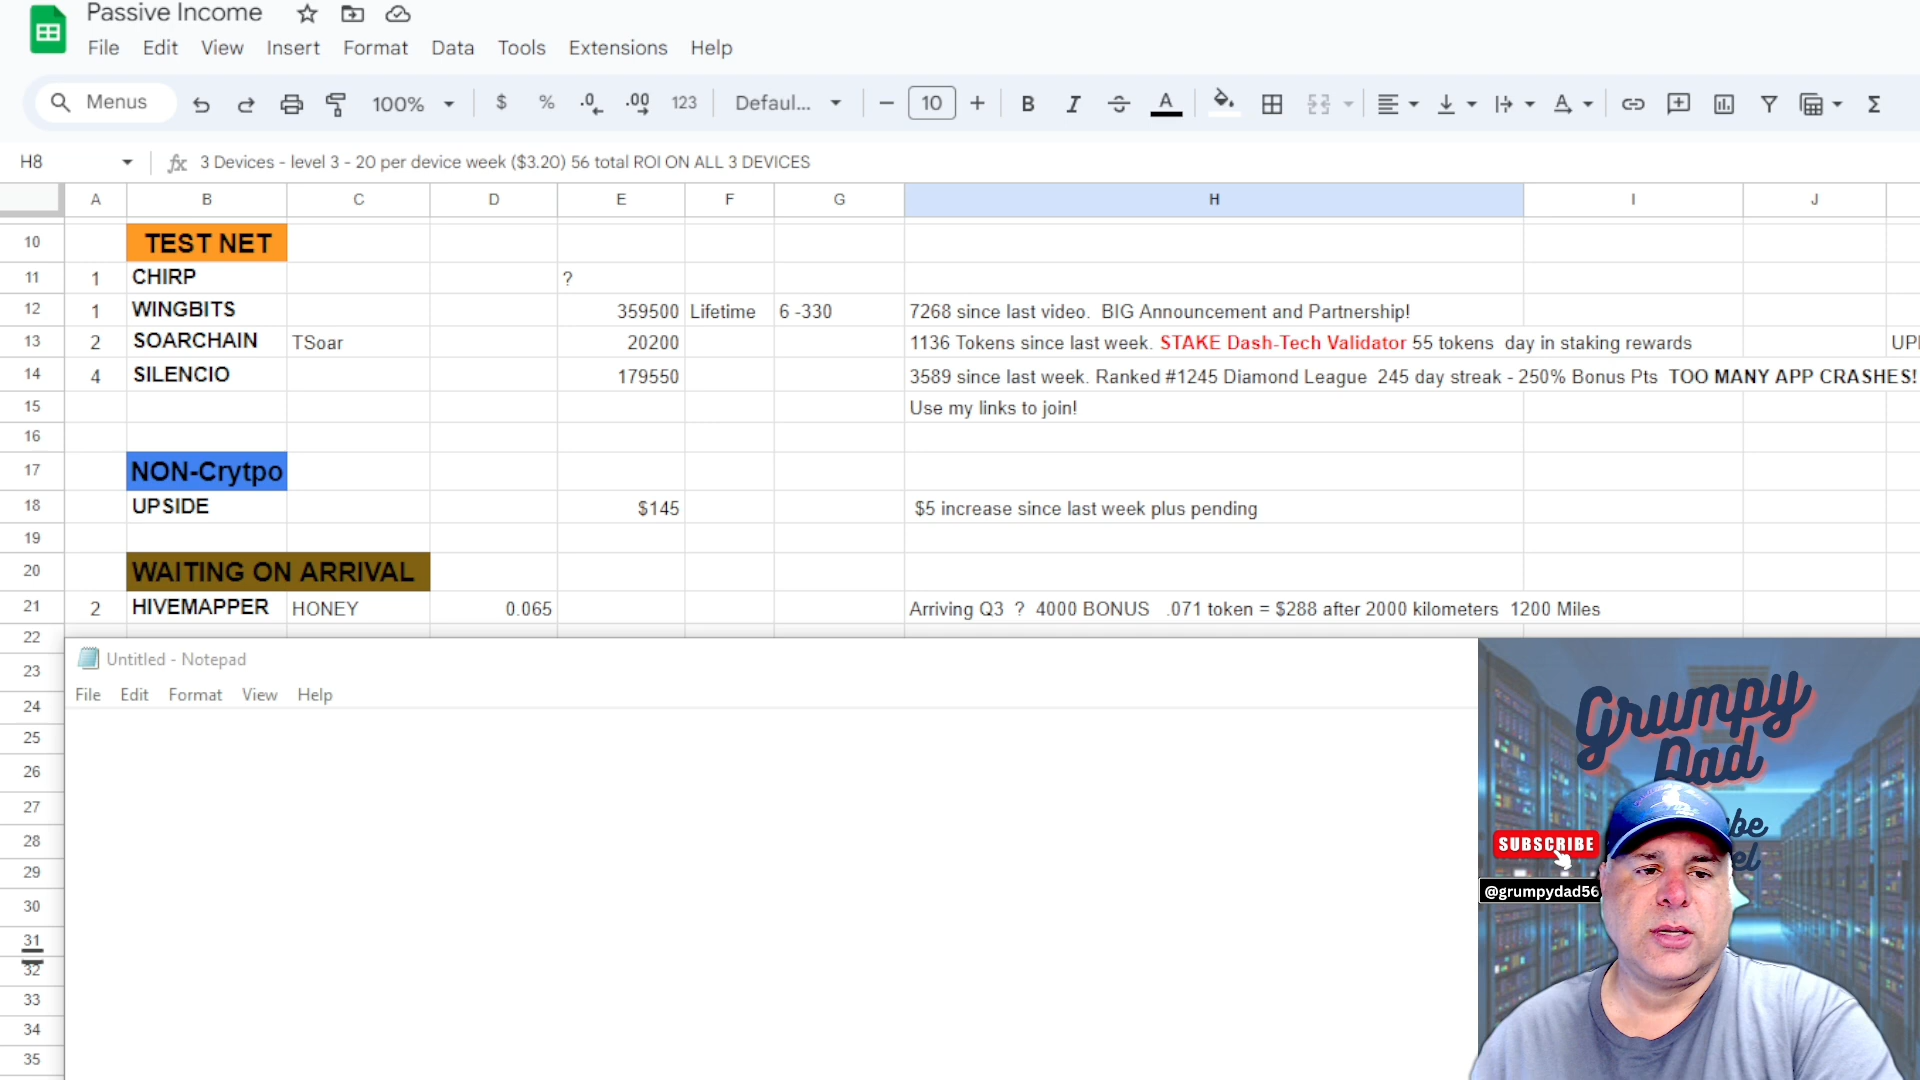 Passive Income
File Edit View Insert Format Data Tools Extensions Help
Menus 100% $ % .0 .00 123 Defaul... 10 B I A Σ
H8 fx 3 Devices - level 3 - 20 per device week ($3.20) 56 total ROI ON ALL 3 DEVICES
A B C D E F G H I J
10 TEST NET
11 1 CHIRP ?
12 1 WINGBITS 359500 Lifetime 6 -330 7268 since last video. BIG Announcement and Partnership!
13 2 SOARCHAIN TSoar 20200 1136 Tokens since last week. STAKE Dash-Tech Validator 55 tokens day in staking rewards UPI
14 4 SILENCIO 179550 3589 since last week. Ranked #1245 Diamond League 245 day streak - 250% Bonus Pts TOO MANY APP CRASHES!
15 Use my links to join!
16
17 NON-Crytpo
18 UPSIDE $145 $5 increase since last week plus pending
19
20 WAITING ON ARRIVAL
21 2 HIVEMAPPER HONEY 0.065 Arriving Q3 ? 4000 BONUS .071 token = $288 after 2000 kilometers 1200 Miles
22
23
24
25
26
27
28
29
30
31
32
33
34
35
Untitled - Notepad
File Edit Format View Help
Grumpy
Dad
SUBSCRIBE
@grumpydad56